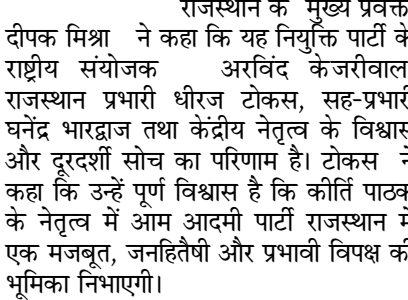 राजस्थान के मुख्य प्रवक्ता
दीपक मिश्रा ने कहा कि यह नियुक्ति पार्टी के
राष्ट्रीय संयोजक अरविंद केजरीवाल
राजस्थान प्रभारी धीरज टोकस, सह-प्रभारी
घनेंद्र भारद्वाज तथा केंद्रीय नेतृत्व के विश्वास
और दूरदर्शी सोच का परिणाम है। टोकस ने
कहा कि उन्हें पूर्ण विश्वास है कि कीर्ति पाठक
के नेतृत्व में आम आदमी पार्टी राजस्थान में
एक मजबूत, जनहितैषी और प्रभावी विपक्ष की
भूमिका निभाएगी।